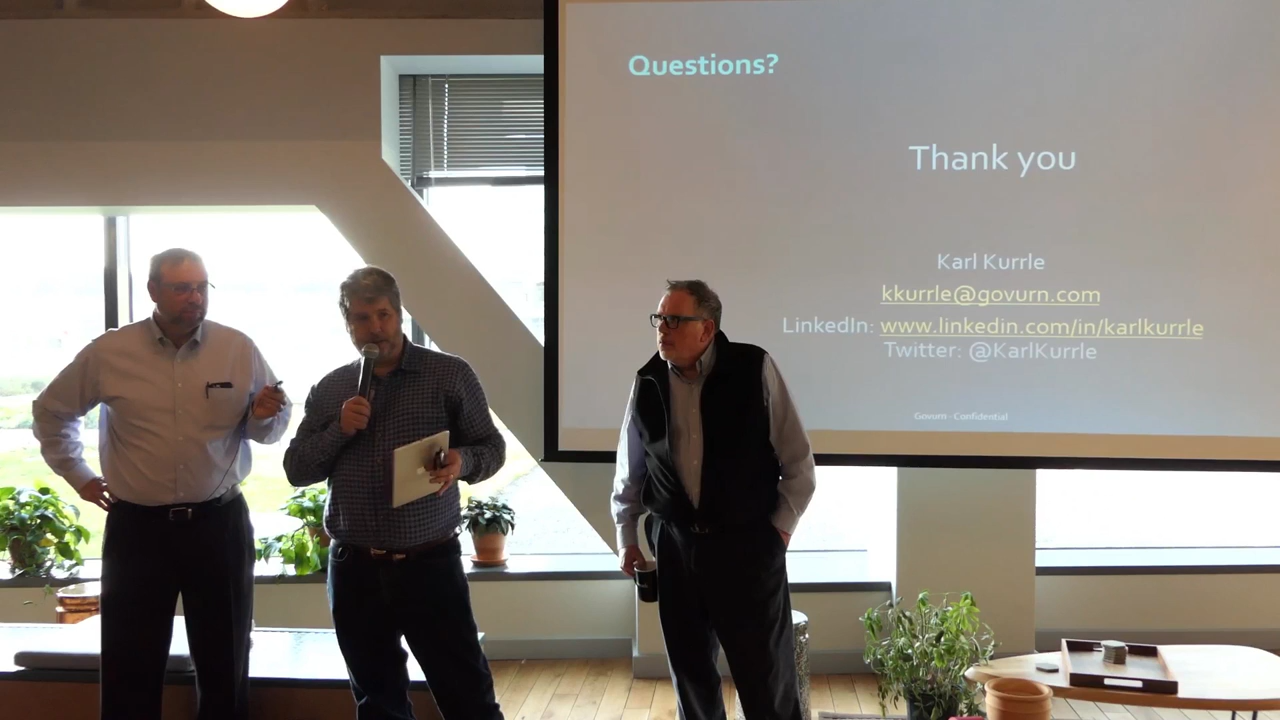 Questions?
Thank you
Karl Kurrle
kkurrle@govurn.com
LinkedIn: www.linkedin.com/in/karlkurrle
Twitter: @KarlKurrle
Govurn - Confidential